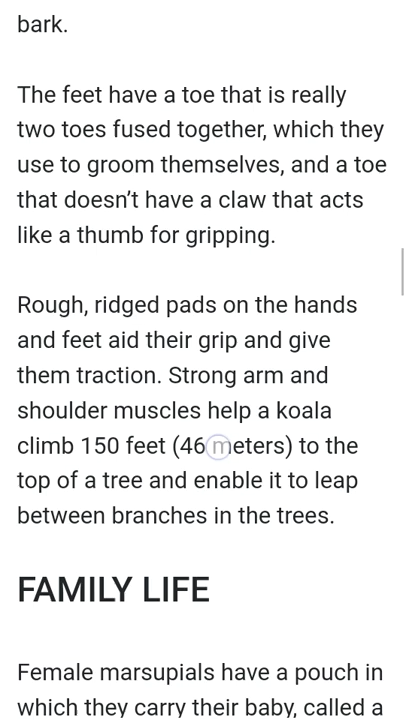 bark.
The feet have a toe that is really
two toes fused together, which they
use to groom themselves, and a toe
that doesn’t have a claw that acts
like a thumb for gripping.
Rough, ridged pads on the hands
and feet aid their grip and give
them traction. Strong arm and
shoulder muscles help a koala
climb 150 feet (46 meters) to the
top of a tree and enable it to leap
between branches in the trees.
FAMILY LIFE
Female marsupials have a pouch in
which they carry their baby, called a